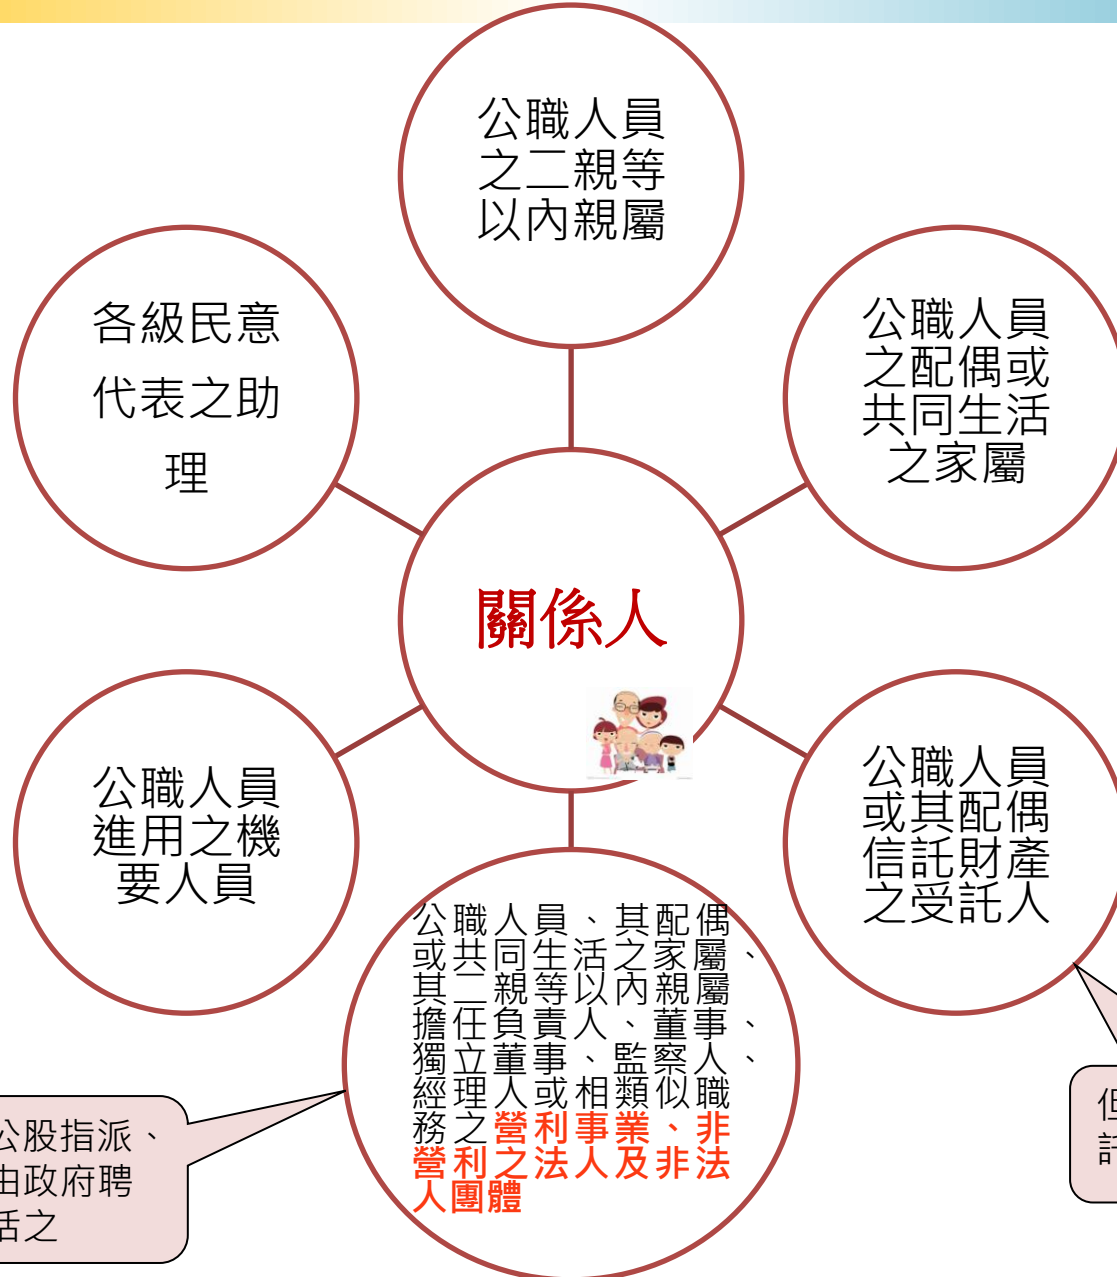 公職人員
之二親等
以內親屬
各級民意
代表之助
理
公職人員
之配偶或
共同生活
之家屬
關係人
公職人員
進用之機
要人員
公職人員
或其配偶
信託財產
之受託人
公職人員、其配偶
或共同生活之家屬、
其二親等以內親屬
擔任負責人、董事、
獨立董事、監察人、
經理人或相類似職
務之營利事業、非
營利之法人及非法
人團體
公股指派、
由政府聘
括之
但
託